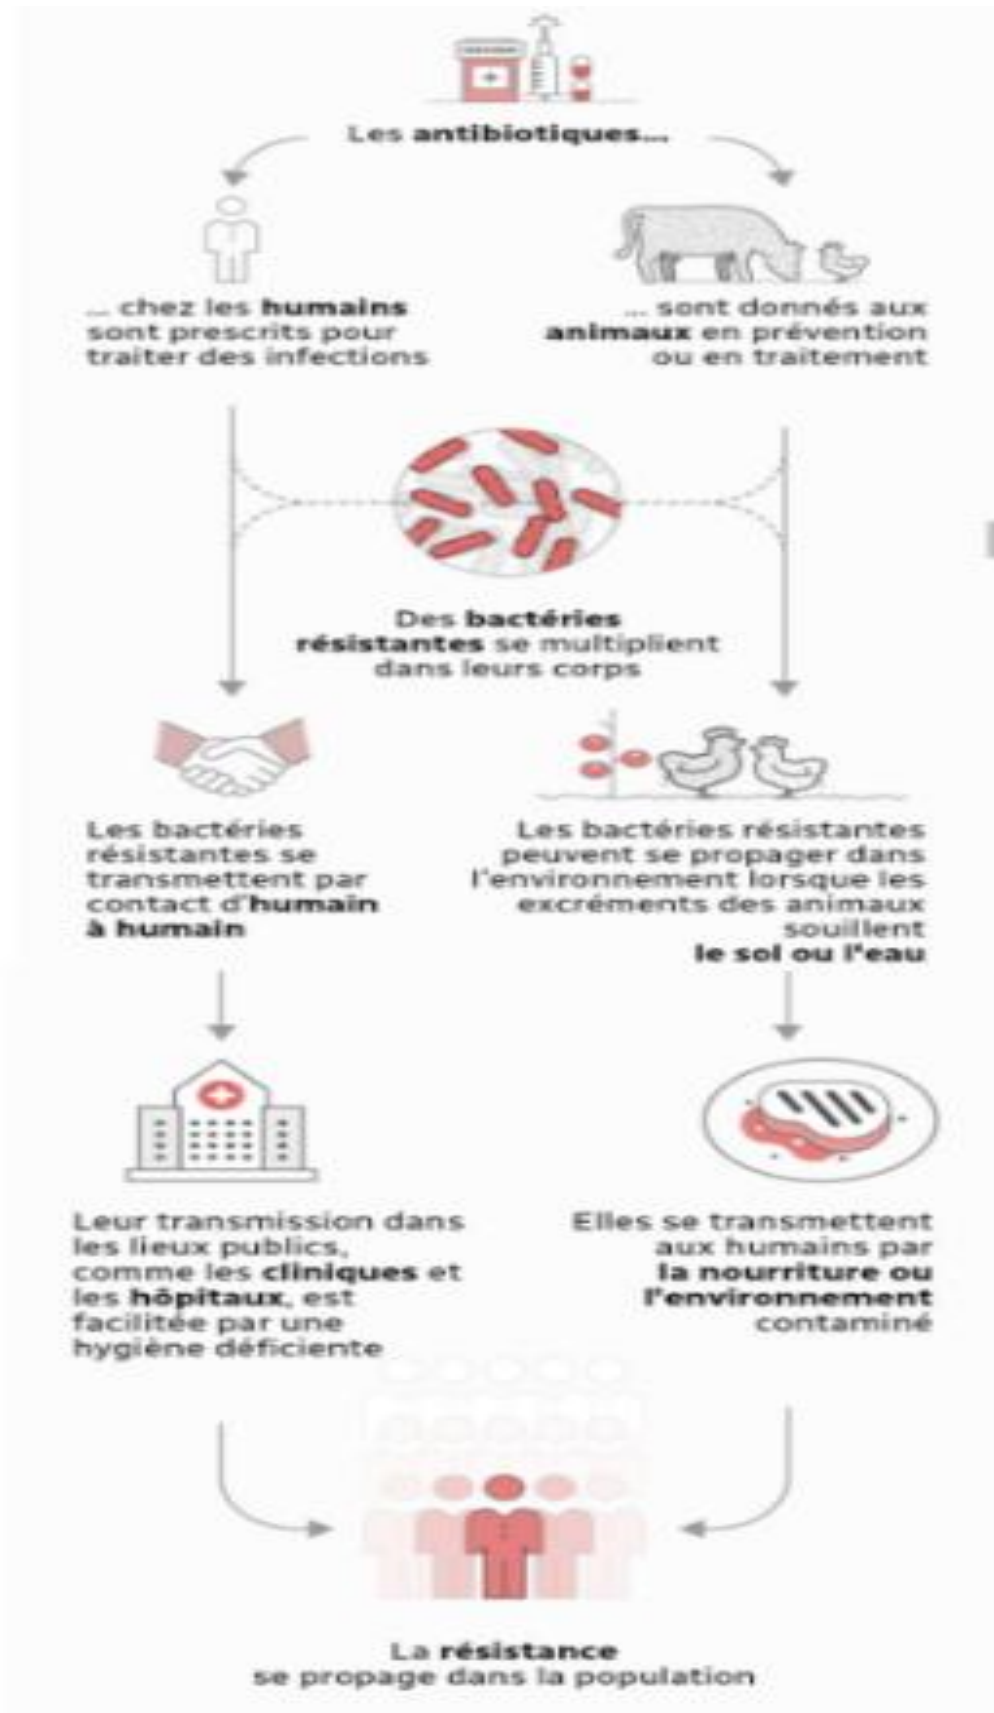 Les antibiotiques...
... chez les humains
sont prescrits pour
traiter des infections
... sont donnés aux
animaux en prévention
ou en traitement
Des bactéries
résistantes se multiplient
dans leurs corps
Les bactéries
résistantes se
transmettent par
contact d'humain
à humain
Les bactéries résistantes
peuvent se propager dans
l'environnement lorsque les
excréments des animaux
souillent
le sol ou l'eau
Leur transmission dans
les lieux publics,
comme les cliniques et
les hôpitaux, est
facilitée par une
hygiène déficiente
Elles se transmettent
aux humains par
la nourriture ou
l'environnement
contaminé
La résistance
se propage dans la population